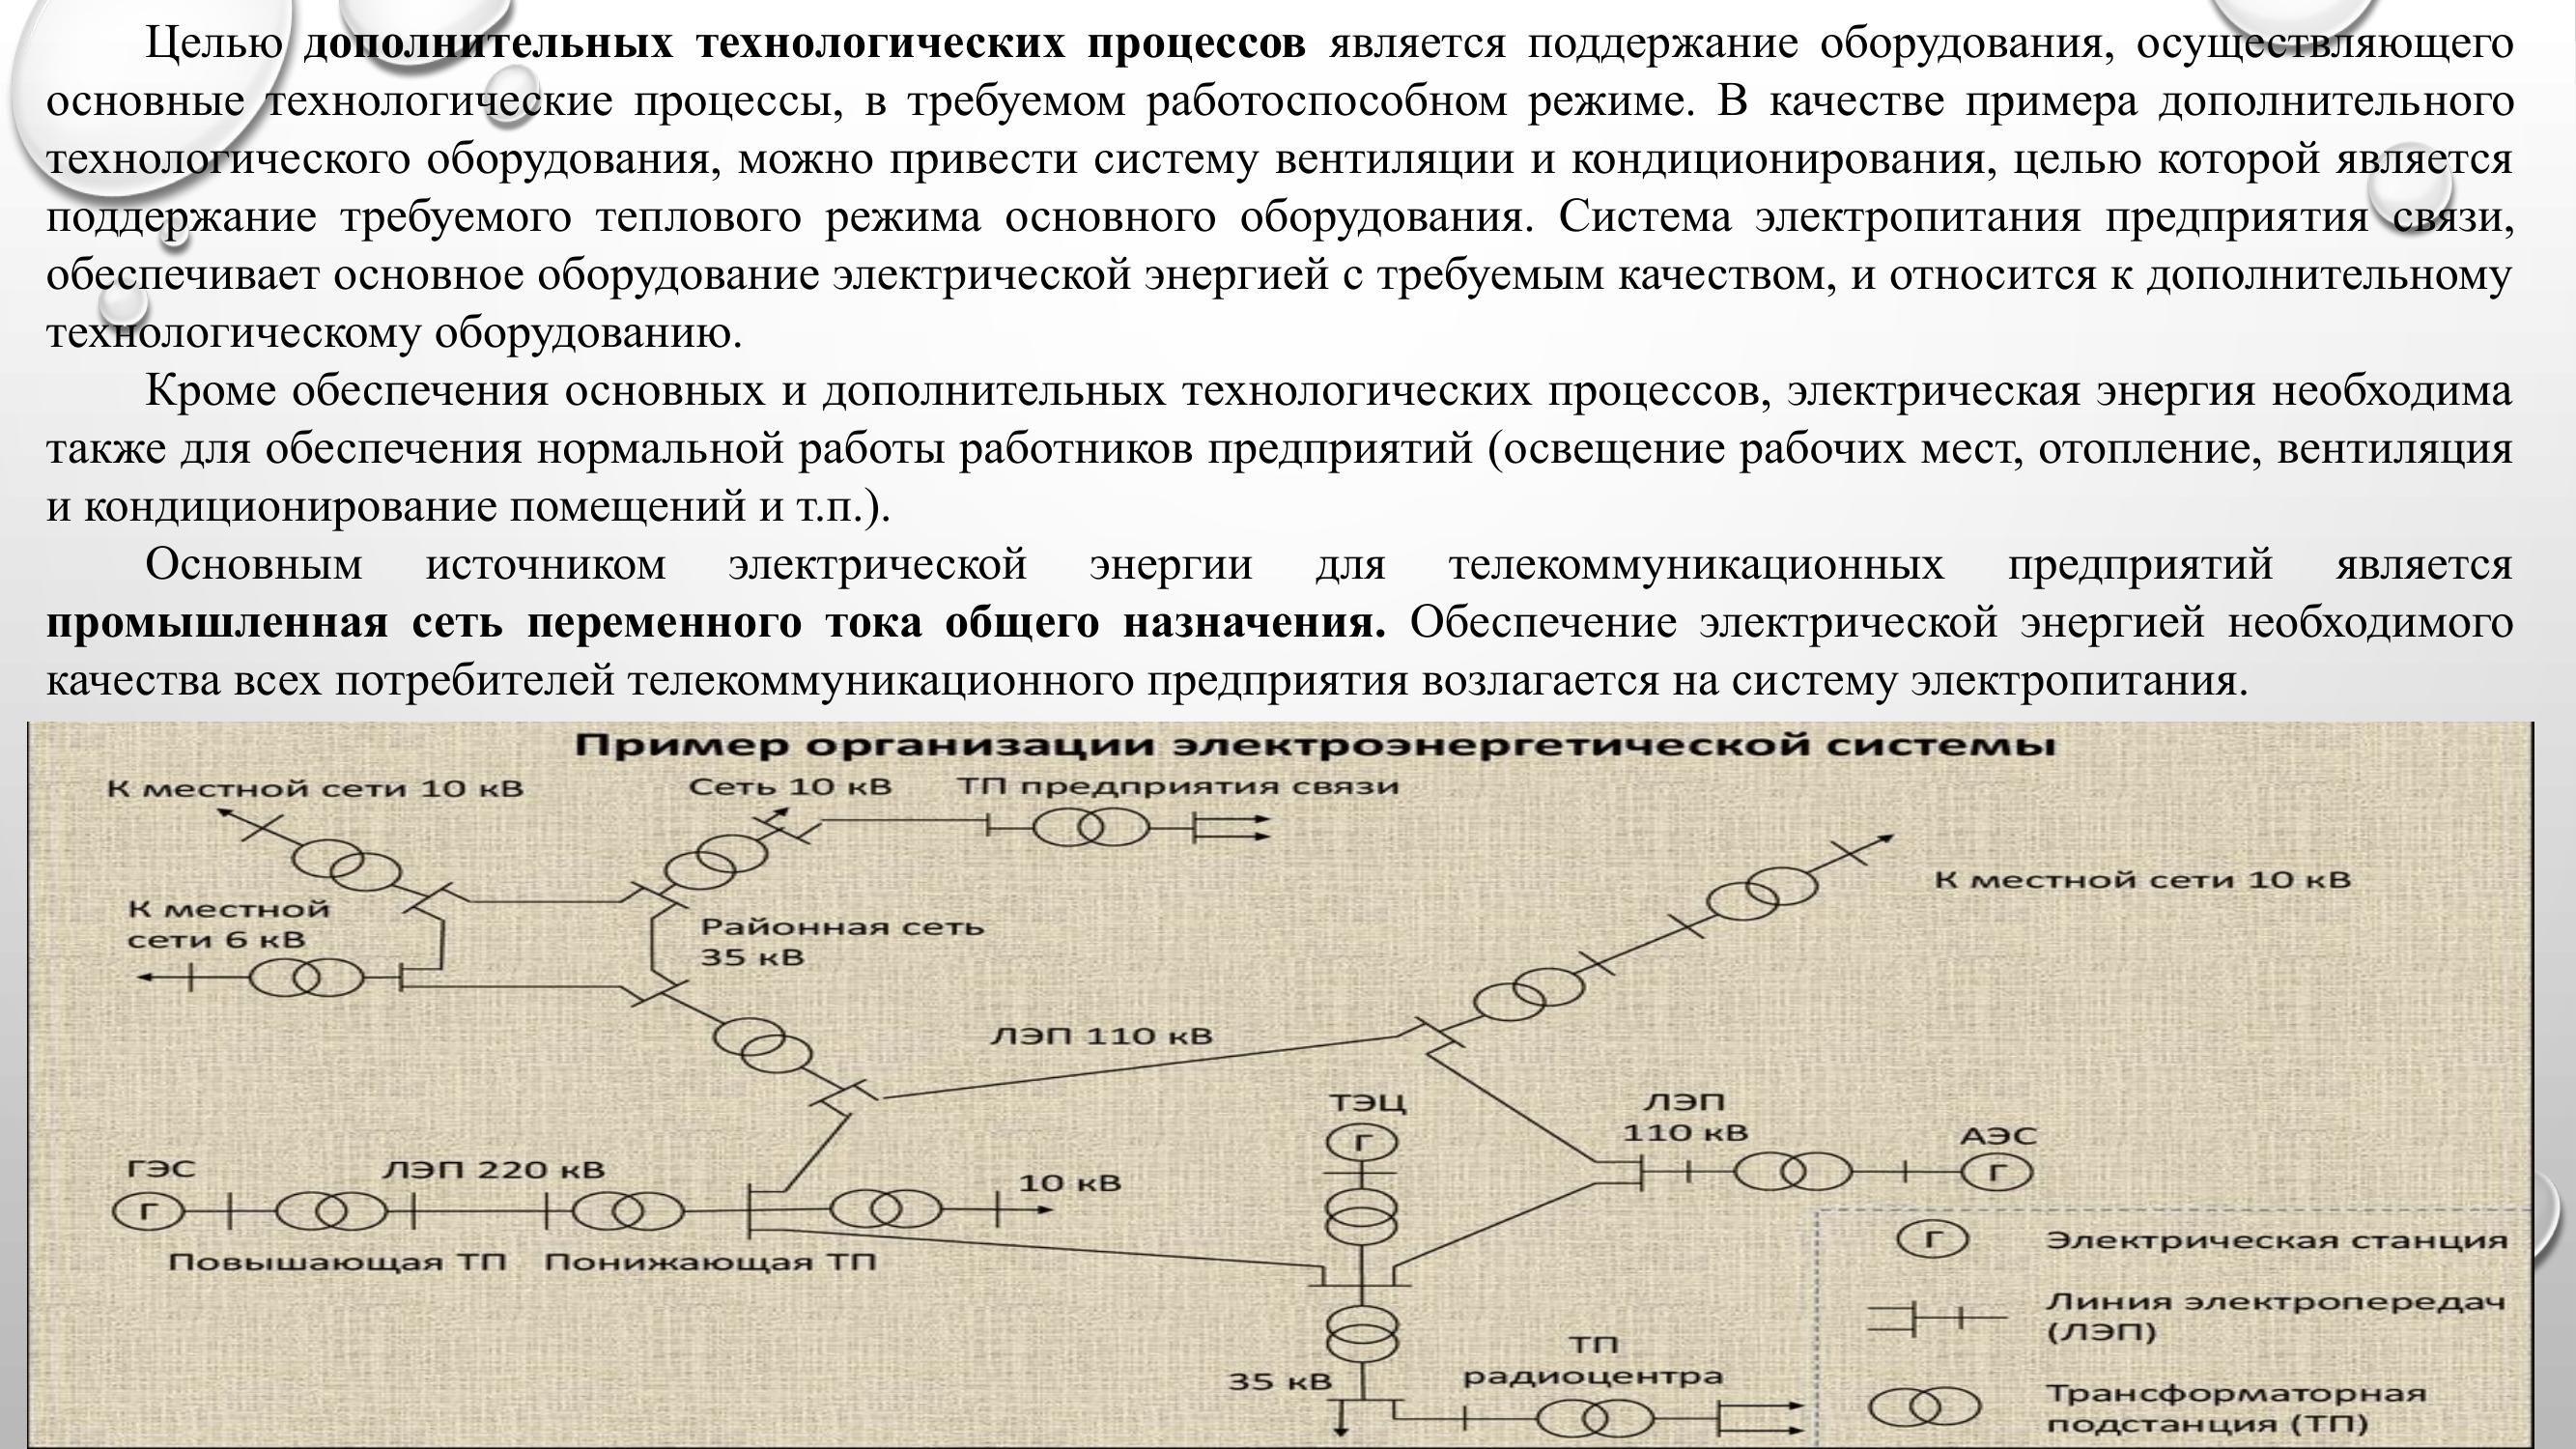 Целью дополнительных технологических процессов является поддержание оборудования, осуществляющего
основные технологические процессы, в требуемом работоспособном режиме. В качестве примера дополнительного
технологического оборудования, можно привести систему вентиляции и кондиционирования, целью которой является
поддержание требуемого теплового режима основного оборудования. Система электропитания предприятия связи,
обеспечивает основное оборудование электрической энергией с требуемым качеством, и относится к дополнительному
технологическому оборудованию.
Кроме обеспечения основных и дополнительных технологических процессов, электрическая энергия необходима
также для обеспечения нормальной работы работников предприятий (освещение рабочих мест, отопление, вентиляция
и кондиционирование помещений и т.п.).
Основным источником электрической энергии для телекоммуникационных предприятий является
промышленная сеть переменного тока общего назначения. Обеспечение электрической энергией необходимого
качества всех потребителей телекоммуникационного предприятия возлагается на систему электропитания.
Пример организации электроэнергетической системы
К местной сети 10 кВ
Сеть 10 кВ
ТП предприятия связи
К местной сети 10 кВ
К местной
сети 6 кВ
Районная сеть
35 кВ
ЛЭП 110 кВ
ТЭЦ
Г
ЛЭП
110 кВ
АЭС
Г
ГЭС
Г
ЛЭП 220 кВ
10 кВ
Повышающая ТП
Понижающая ТП
35 кВ
ТП
радиоцентра
Г
Электрическая станция
Линия электропередач
(ЛЭП)
Трансформаторная
подстанция (ТП)